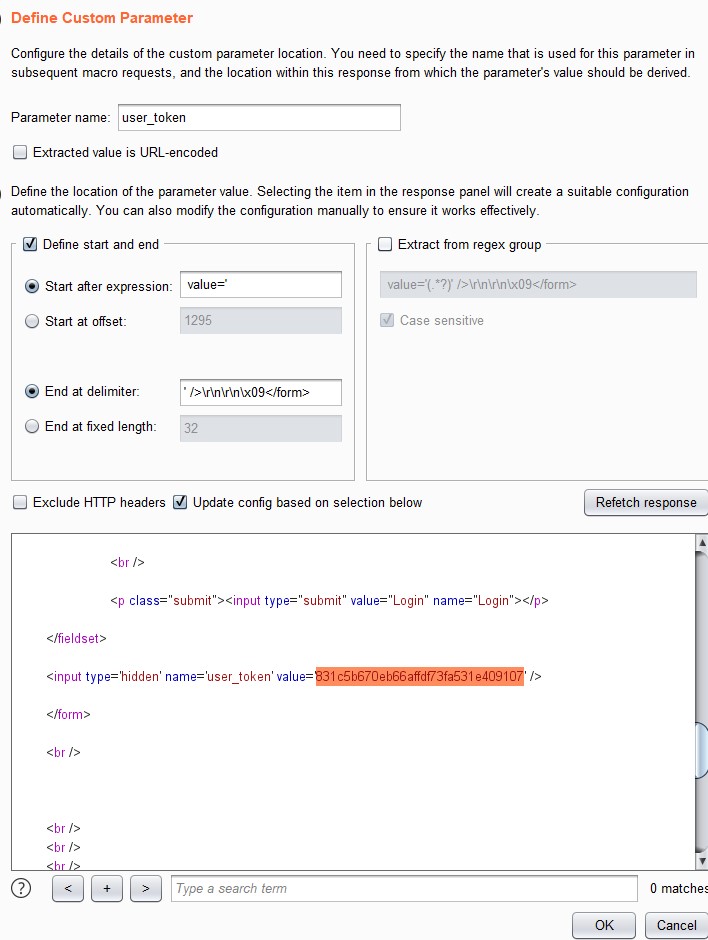 Define Custom Parameter
Configure the details of the custom parameter location. You need to specify the name that is used for this parameter in
subsequent macro requests, and the location within this response from which the parameter's value should be derived.
Parameter name: user_token
Extracted value is URL-encoded
Define the location of the parameter value. Selecting the item in the response panel will create a suitable configuration
automatically. You can also modify the configuration manually to ensure it works effectively.
Define start and end
Start after expression: value='
Start at offset: 1295
End at delimiter: ' />\r\n\r\n\x09</form>
End at fixed length: 32
Extract from regex group
value='(.*?)' />\r\n\r\n\x09</form>
Case sensitive
Exclude HTTP headers Update config based on selection below Refetch response
<br />
<p class="submit"><input type="submit" value="Login" name="Login"></p>
</fieldset>
<input type='hidden' name='user_token' value='831c5b670eb66affdf73fa531e409107' />
</form>
<br />
<br />
<br />
<br />
? < + > Type a search term 0 matches
OK Cancel